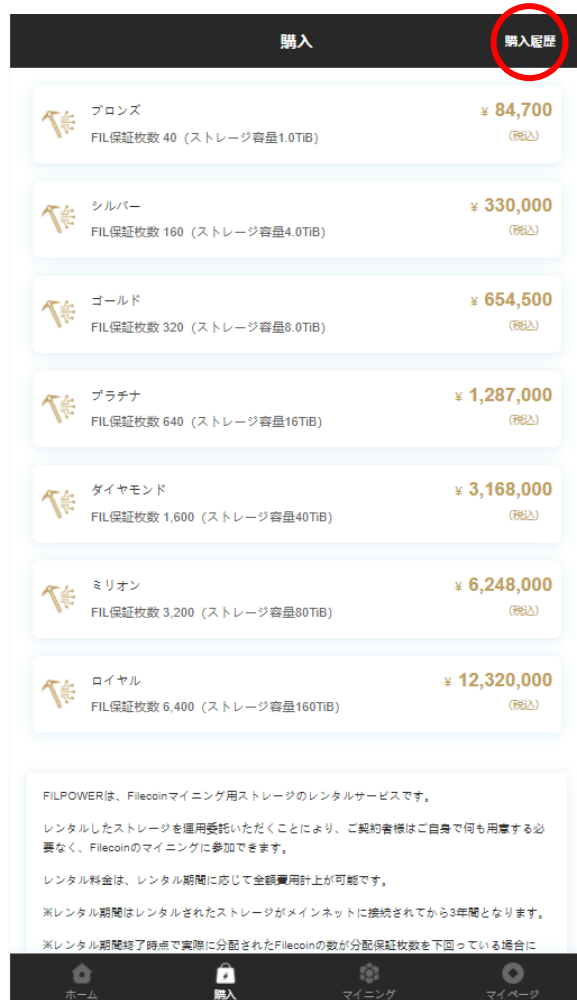 購入
購入履歴
ブロンズ
¥ 84,700
FIL保証枚数 40（ストレージ容量1.0TiB）
（税込）
シルバー
¥ 330,000
FIL保証枚数 160（ストレージ容量4.0TiB）
（税込）
ゴールド
¥ 654,500
FIL保証枚数 320（ストレージ容量8.0TiB）
（税込）
プラチナ
¥ 1,287,000
FIL保証枚数 640（ストレージ容量16TiB）
（税込）
ダイヤモンド
¥ 3,168,000
FIL保証枚数 1,600（ストレージ容量40TiB）
（税込）
ミリオン
¥ 6,248,000
FIL保証枚数 3,200（ストレージ容量80TiB）
（税込）
ロイヤル
¥ 12,320,000
FIL保証枚数 6,400（ストレージ容量160TiB）
（税込）
FILPOWERは、Filecoinマイニング用ストレージのレンタルサービスです。
レンタルしたストレージを運用委託いただくことにより、ご契約者様はご自身で何も用意する必
要なく、Filecoinのマイニングに参加できます。
レンタル料金は、レンタル期間に応じて全額費用計上が可能です。
※レンタル期間はレンタルされたストレージがメインネットに接続されてから3年間となります。
※レンタル期間終了時点で実際に分配されたFilecoinの数が分配保証枚数を下回っている場合に
ホーム
購入
マイニング
マイページ